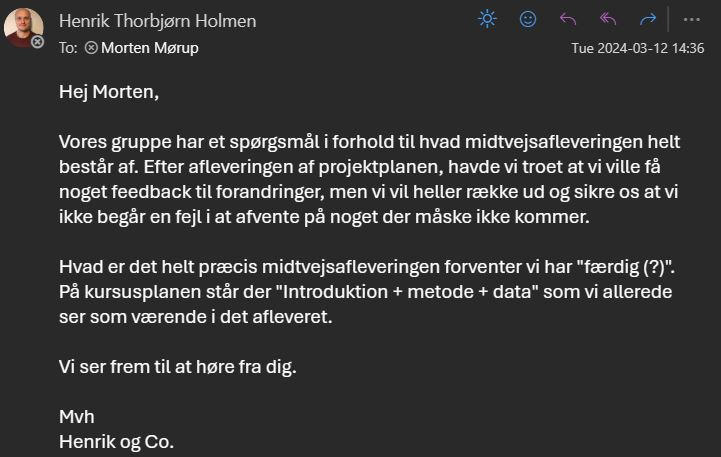 Henrik Thorbjørn Holmen
To: Morten Mørup
Tue 2024-03-12 14:36
Hej Morten,
Vores gruppe har et spørgsmål i forhold til hvad midtvejsafleveringen helt
består af. Efter afleveringen af projektplanen, havde vi troet at vi ville få
noget feedback til forandringer, men vi vil heller række ud og sikre os at vi
ikke begår en fejl i at afvente på noget der måske ikke kommer.
Hvad er det helt præcis midtvejsafleveringen forventer vi har "færdig (?)".
På kursusplanen står der "Introduktion + metode + data" som vi allerede
ser som værende i det afleveret.
Vi ser frem til at høre fra dig.
Mvh
Henrik og Co.